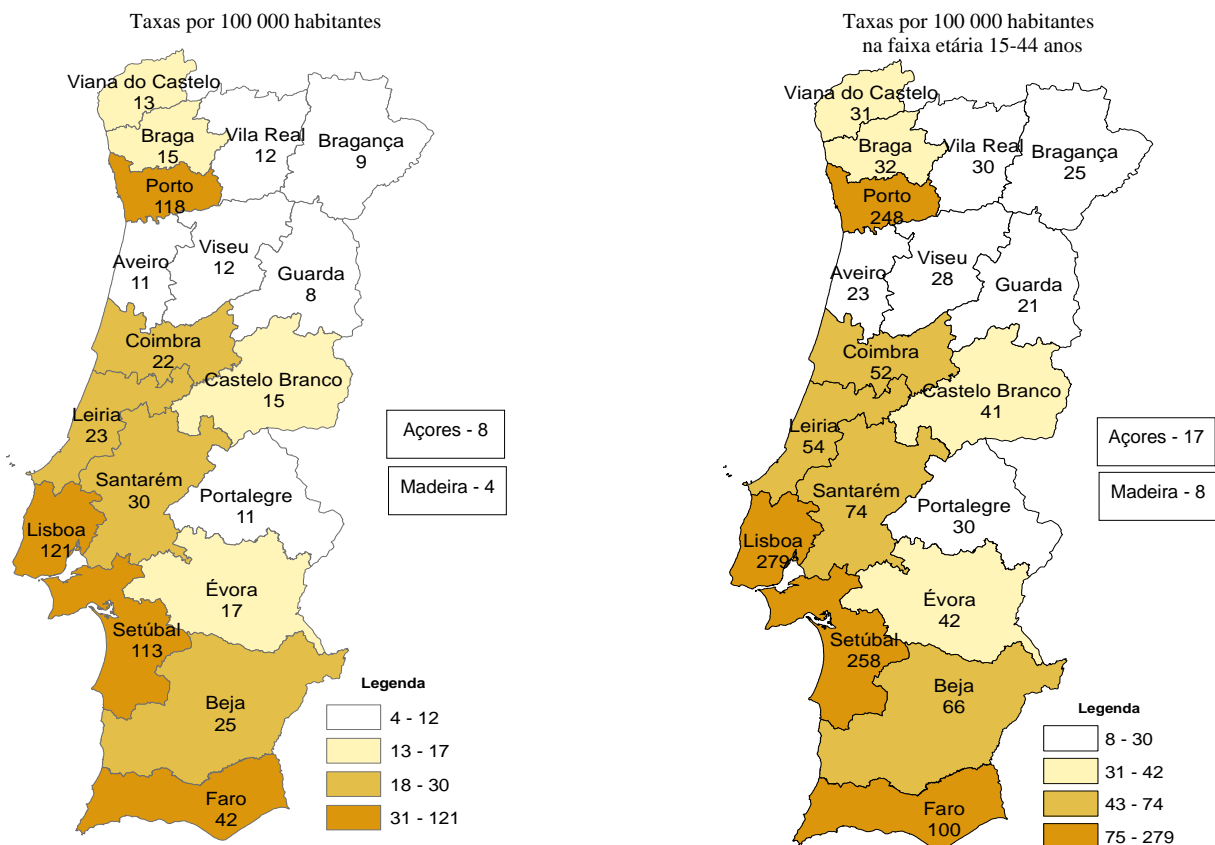 Taxas por 100 000 habitantes
Viana do Castelo
13
Braga
15
Vila Real
12
Bragança
9
Porto
118
Aveiro
11
Viseu
12
Guarda
8
Coimbra
22
Castelo Branco
15
Leiria
23
Santarém
30
Açores - 8
Madeira - 4
Portalegre
11
Lisboa
121
Évora
17
Setúbal
113
Beja
25
Faro
42
Legenda
4 - 12
13 - 17
18 - 30
31 - 121
Taxas por 100 000 habitantes
na faixa etária 15-44 anos
Viana do Castelo
31
Braga
32
Vila Real
30
Bragança
25
Porto
248
Aveiro
23
Viseu
28
Guarda
21
Coimbra
52
Castelo Branco
41
Leiria
54
Santarém
74
Açores - 17
Madeira - 8
Portalegre
30
Lisboa
279
Évora
42
Setúbal
258
Beja
66
Faro
100
Legenda
8 - 30
31 - 42
43 - 74
75 - 279